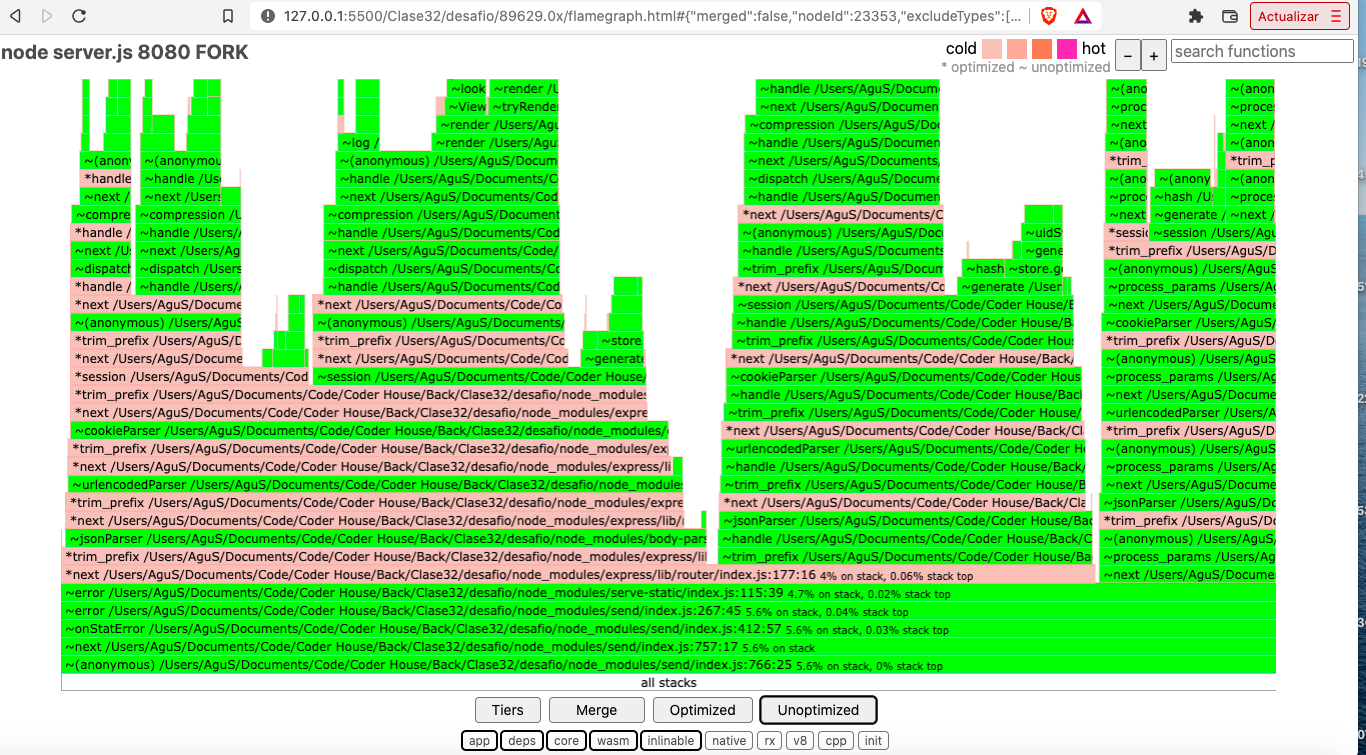 127.0.0.1:5500/Clase32/desafio/89629.0x/flamegraph.html#{"merged":false,"nodeId":23353,"excludeTypes":[... Actualizar
node server.js 8080 FORK
cold hot − + search functions
* optimized ~ unoptimized
~look ~render /U ~handle /Users/AguS/Docum ~(ano ~(anon
~View ~tryRender ~next /Users/AguS/Docum ~proc ~proce
~render /Users/Agu ~compression /Users/AguS/Do ~next ~next /
~log / ~render /Users/Agu ~handle /Users/AguS/Docum ~(ano ~(anon
~(anony ~(anonymou ~(anonymous) /Users/AguS/Docum ~next /Users/AguS/Documents, *trim_ *trim_p
*handle ~handle /Use ~handle /Users/AguS/Documents/C ~dispatch /Users/AguS/Docum ~(ano ~(anony ~(anon
~next / ~next /Users ~next /Users/AguS/Documents/Cod ~handle /Users/AguS/Docum ~proc ~hash /U ~proce
~compre ~compression /U ~compression /Users/AguS/Document *next /Users/AguS/Documents/C ~next ~generate / ~next /
*handle / ~handle /Users/A ~handle /Users/AguS/Documents/Cod ~(anonymous) /Users/AguS/Docum ~uidS *sessi ~session /Users/AguS
~next /U ~next /Users/Ag ~next /Users/AguS/Documents/Code/ ~handle /Users/AguS/Documents/ ~gene *trim_prefix /Users/AguS/D
~dispatch ~dispatch /Users ~dispatch /Users/AguS/Documents/Co ~trim_prefix /Users/AguS/Docum ~hash ~store.ge ~(anonymous) /Users/AguS
*handle / ~handle /Users/A ~handle /Users/AguS/Documents/Cod *next /Users/AguS/Documents/Co ~generate /User ~process_params /Users/A
*next /Users/AguS/Docume *next /Users/AguS/Documents/Code/Co ~session /Users/AguS/Documents/Code/Coder House/B ~next /Users/AguS/Docume
~(anonymous) /Users/AguS ~(anonymous) /Users/AguS/Documents/ ~handle /Users/AguS/Documents/Code/Coder House/B ~cookieParser /Users/AguS
*trim_prefix /Users/AguS/D *trim_prefix /Users/AguS/Documents/Co ~store ~trim_prefix /Users/AguS/Documents/Code/Coder Hous *trim_prefix /Users/AguS/D
*next /Users/AguS/Docume *next /Users/AguS/Documents/Code/Cod ~generate *next /Users/AguS/Documents/Code/Coder House/Back/ ~(anonymous) /Users/AguS
*session /Users/AguS/Documents/Cod ~session /Users/AguS/Documents/Code/Coder House/ ~cookieParser /Users/AguS/Documents/Code/Coder Hous ~process_params /Users/Ag
*trim_prefix /Users/AguS/Documents/Code/Coder House/Back/Clase32/desafio/node_modules ~handle /Users/AguS/Documents/Code/Coder House/Bacl ~next /Users/AguS/Docume
*next /Users/AguS/Documents/Code/Coder House/Back/Clase32/desafio/node_modules/expre ~trim_prefix /Users/AguS/Documents/Code/Coder House/ ~urlencodedParser /Users/A
~cookieParser /Users/AguS/Documents/Code/Coder House/Back/Clase32/desafio/node_modules/ *next /Users/AguS/Documents/Code/Coder House/Back/Cl *trim_prefix /Users/AguS/D
*trim_prefix /Users/AguS/Documents/Code/Coder House/Back/Clase32/desafio/node_modules/ex ~urlencodedParser /Users/AguS/Documents/Code/Coder H ~(anonymous) /Users/AguS
*next /Users/AguS/Documents/Code/Coder House/Back/Clase32/desafio/node_modules/express/li ~handle /Users/AguS/Documents/Code/Coder House/Back/ ~process_params /Users/Ag
~urlencodedParser /Users/AguS/Documents/Code/Coder House/Back/Clase32/desafio/node_modules ~trim_prefix /Users/AguS/Documents/Code/Coder House/B ~next /Users/AguS/Docume
*trim_prefix /Users/AguS/Documents/Code/Coder House/Back/Clase32/desafio/node_modules/expre *next /Users/AguS/Documents/Code/Coder House/Back/Cla ~jsonParser /Users/AguS/Do
*next /Users/AguS/Documents/Code/Coder House/Back/Clase32/desafio/node_modules/express/lib/r ~jsonParser /Users/AguS/Documents/Code/Coder House/Bac *trim_prefix /Users/AguS/D
~jsonParser /Users/AguS/Documents/Code/Coder House/Back/Clase32/desafio/node_modules/body-pars ~handle /Users/AguS/Documents/Code/Coder House/Back/C ~(anonymous) /Users/AguS
*trim_prefix /Users/AguS/Documents/Code/Coder House/Back/Clase32/desafio/node_modules/express/lil ~trim_prefix /Users/AguS/Documents/Code/Coder House/Ba ~process_params /Users/Ag
*next /Users/AguS/Documents/Code/Coder House/Back/Clase32/desafio/node_modules/express/lib/router/index.js:177:16 4% on stack, 0.06% stack top ~next /Users/AguS/Docume
~error /Users/AguS/Documents/Code/Coder House/Back/Clase32/desafio/node_modules/serve-static/index.js:115:39 4.7% on stack, 0.02% stack top
~error /Users/AguS/Documents/Code/Coder House/Back/Clase32/desafio/node_modules/send/index.js:267:45 5.6% on stack, 0.04% stack top
~onStatError /Users/AguS/Documents/Code/Coder House/Back/Clase32/desafio/node_modules/send/index.js:412:57 5.6% on stack, 0.03% stack top
~next /Users/AguS/Documents/Code/Coder House/Back/Clase32/desafio/node_modules/send/index.js:757:17 5.6% on stack
~(anonymous) /Users/AguS/Documents/Code/Coder House/Back/Clase32/desafio/node_modules/send/index.js:766:25 5.6% on stack, 0% stack top
all stacks
Tiers Merge Optimized Unoptimized
app deps core wasm inlinable native rx v8 cpp init